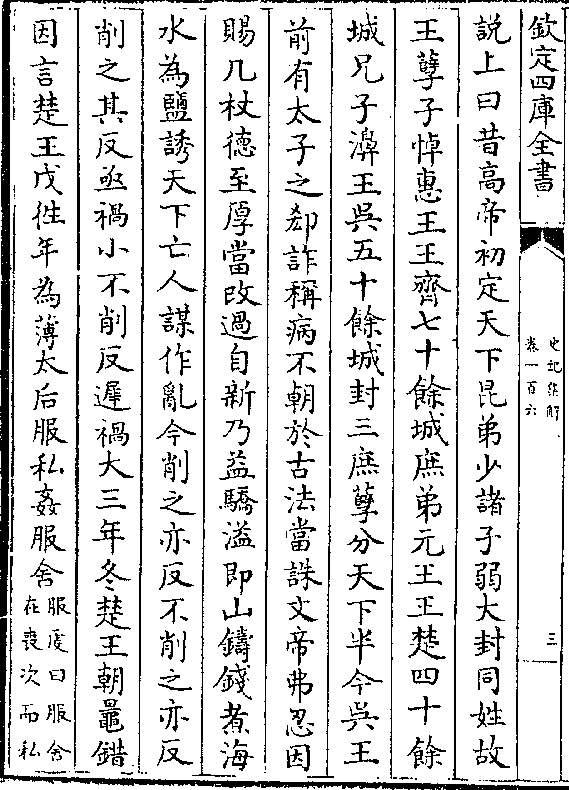 欽定四庫全書
史記集解
卷一百六
三
說上曰昔高帝初定天下昆弟少諸子弱大封同姓故
王孽子悼惠王王齊七十餘城庶弟元王王楚四十餘
城兄子濞王吳五十餘城封三庶孽分天下半今吳王
前有太子之郄詐稱病不朝於古法當誅文帝弗忍因
賜几杖德至厚當改過自新乃益驕溢即山鑄錢煮海
水為鹽誘天下亡人謀作亂今削之亦反不削之亦反
削之其反亟禍小不削反遲禍大三年冬楚王朝鼂錯
因言楚王戊徃年為薄太后服私姦服舍服䖍曰服舍
在喪次而私